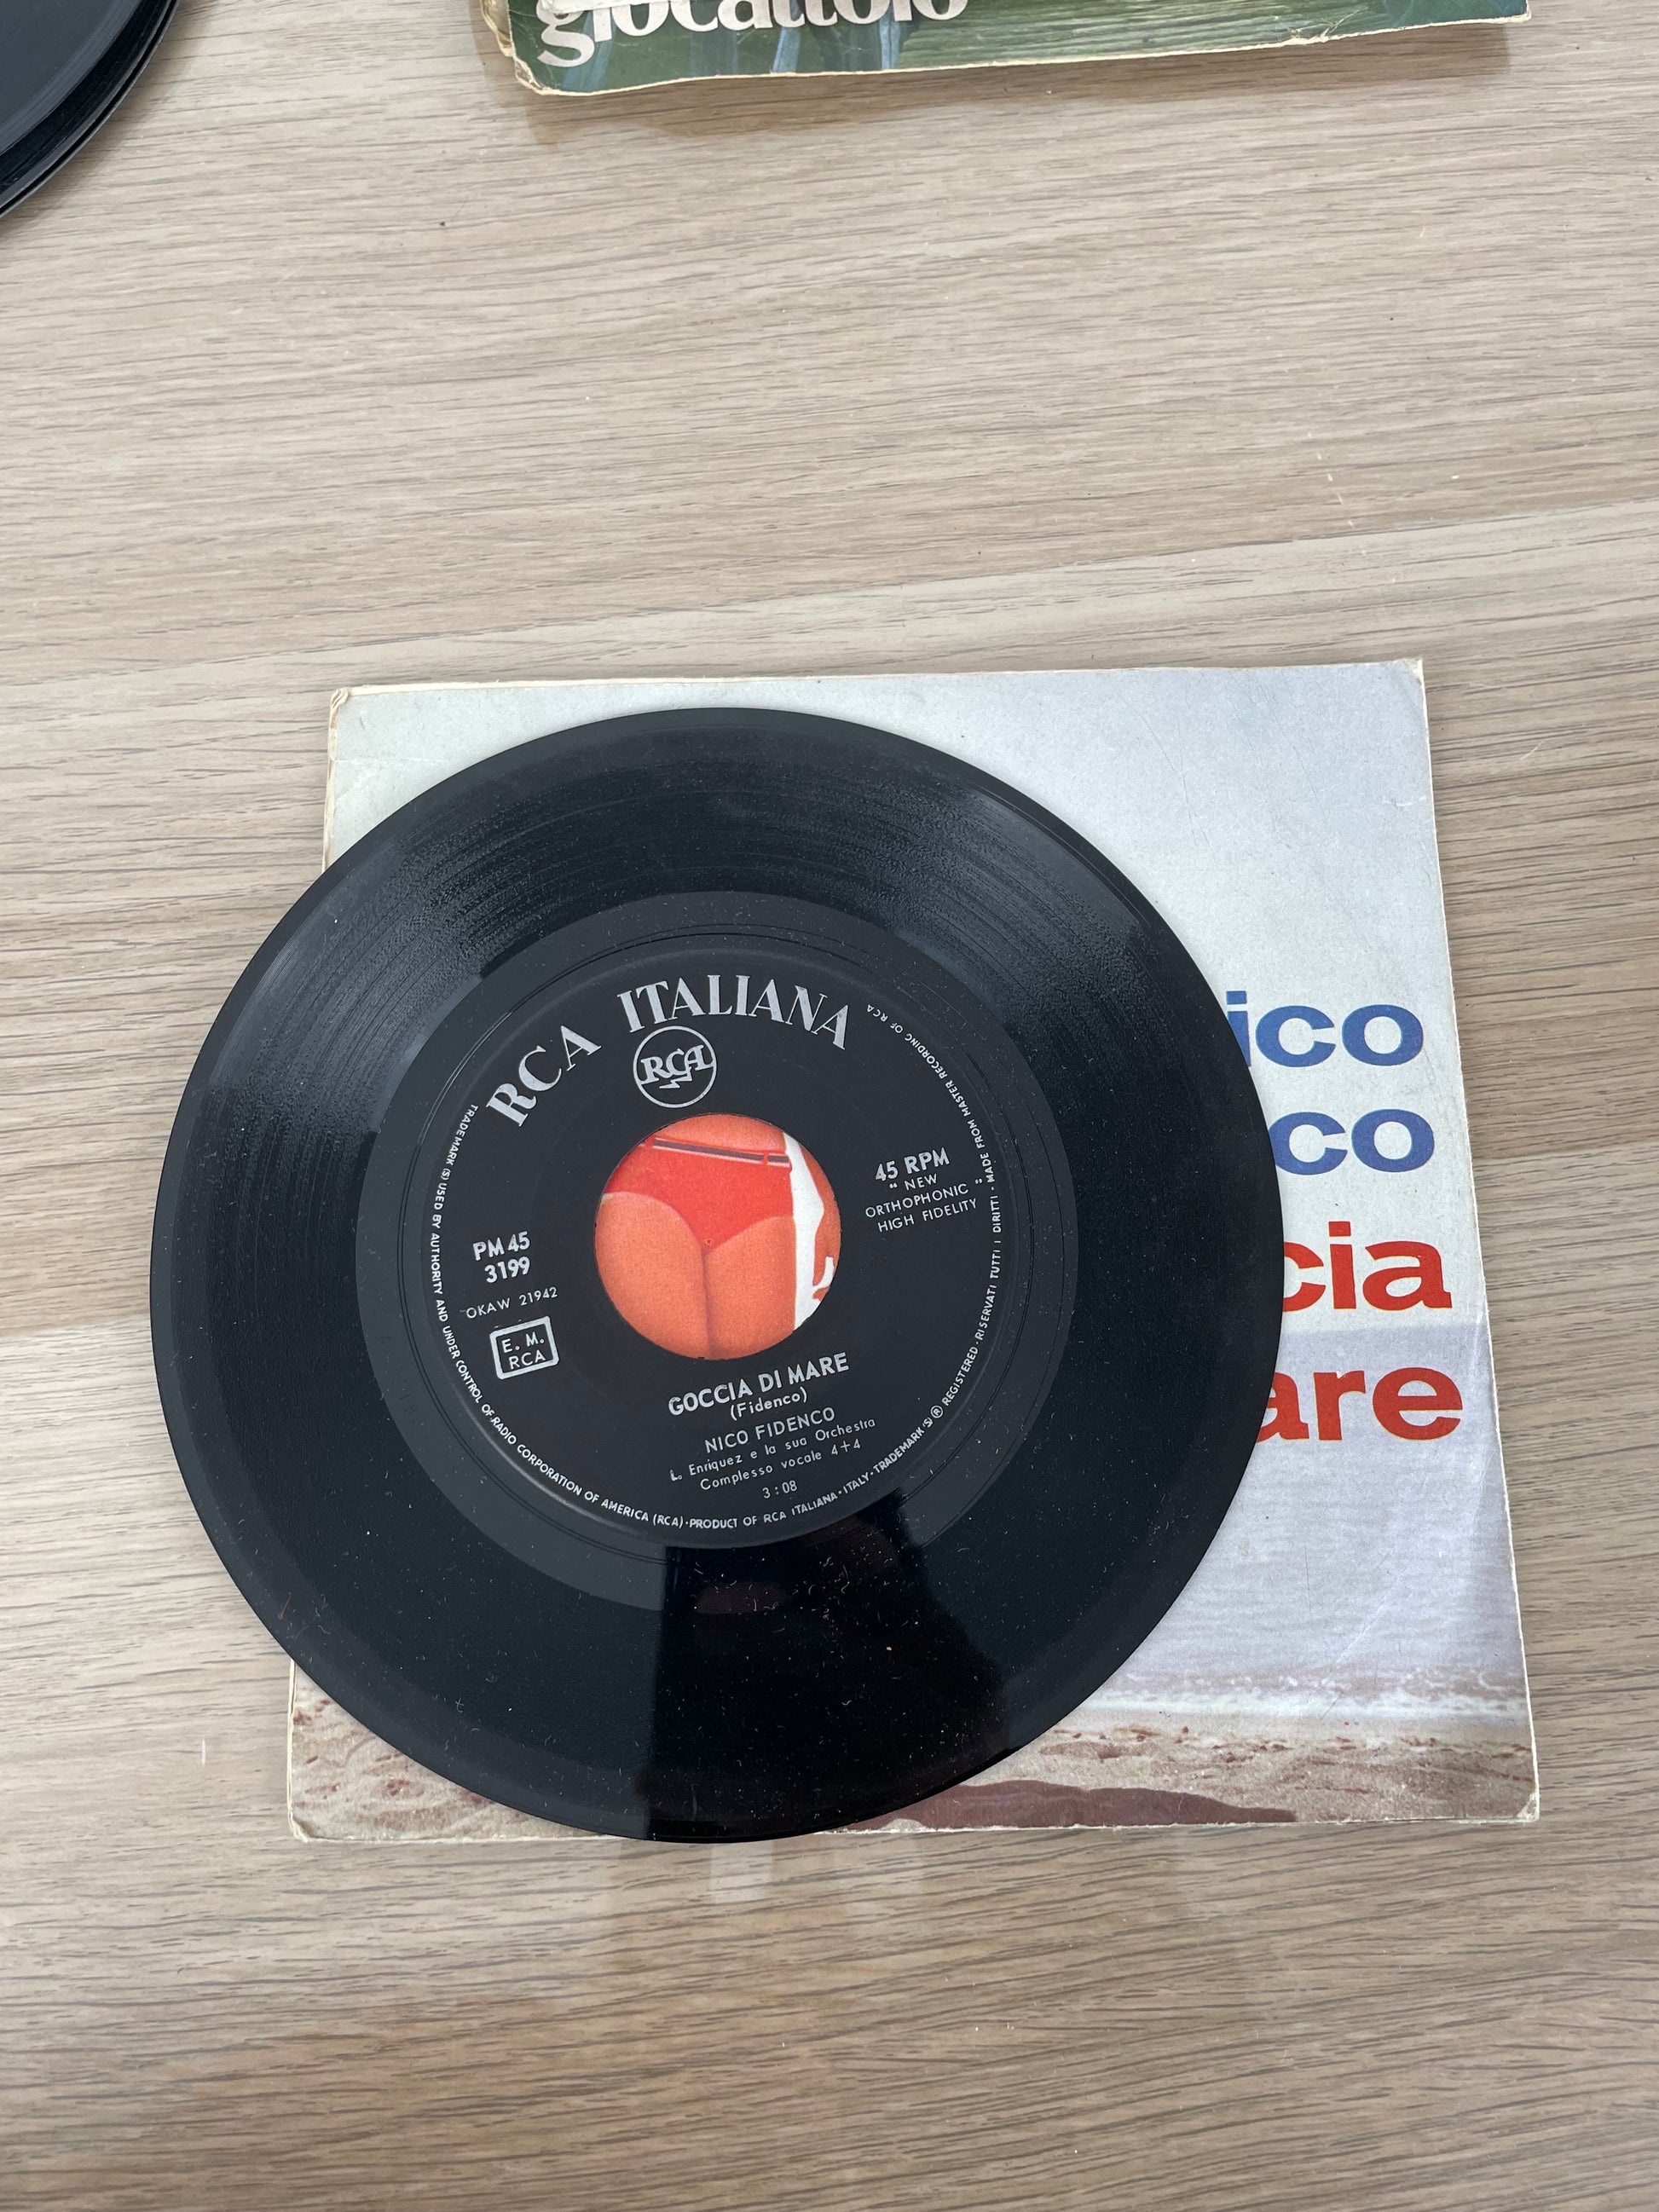 giocattolo
ico
co
cia
are
RCA ITALIANA
RCA
45 RPM
" NEW
ORTHOPHONIC "
HIGH FIDELITY
PM 45
3199
OKAW 21942
E. M.
RCA
GOCCIA DI MARE
(Fidenco)
NICO FIDENCO
L. Enriquez e la sua Orchestra
Complesso vocale 4+4
3:08
TRADEMARK (S) USED BY AUTHORITY AND UNDER CONTROL OF RADIO CORPORATION OF AMERICA (RCA)·PRODUCT OF RCA ITALIANA·ITALY·TRADEMARK(S)® REGISTERED·RISERVATI TUTTI I DIRITTI - MADE FROM MASTER RECORDING OF RCA